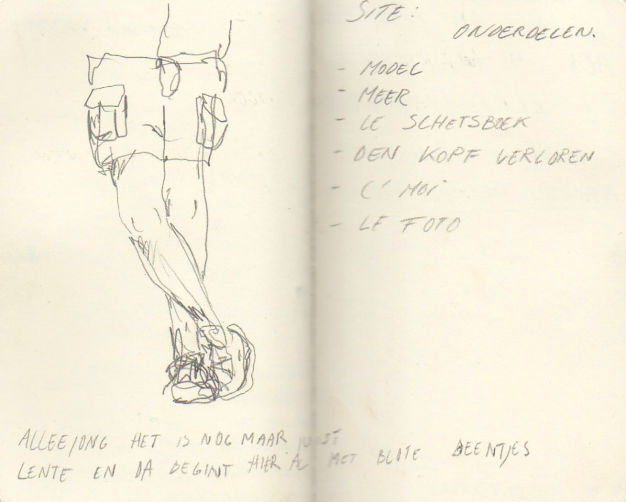 SITE:
ONDERDELEN.
- MODEL
- MEER
- LE SCHETSBOEK
- DEN KOPF VERLOREN
- C' MOI
- LE FOTO
ALLEEJONG HET IS NOG MAAR JUIST
LENTE EN DA BEGINT HIER AL MET BLOTE BEENTJES